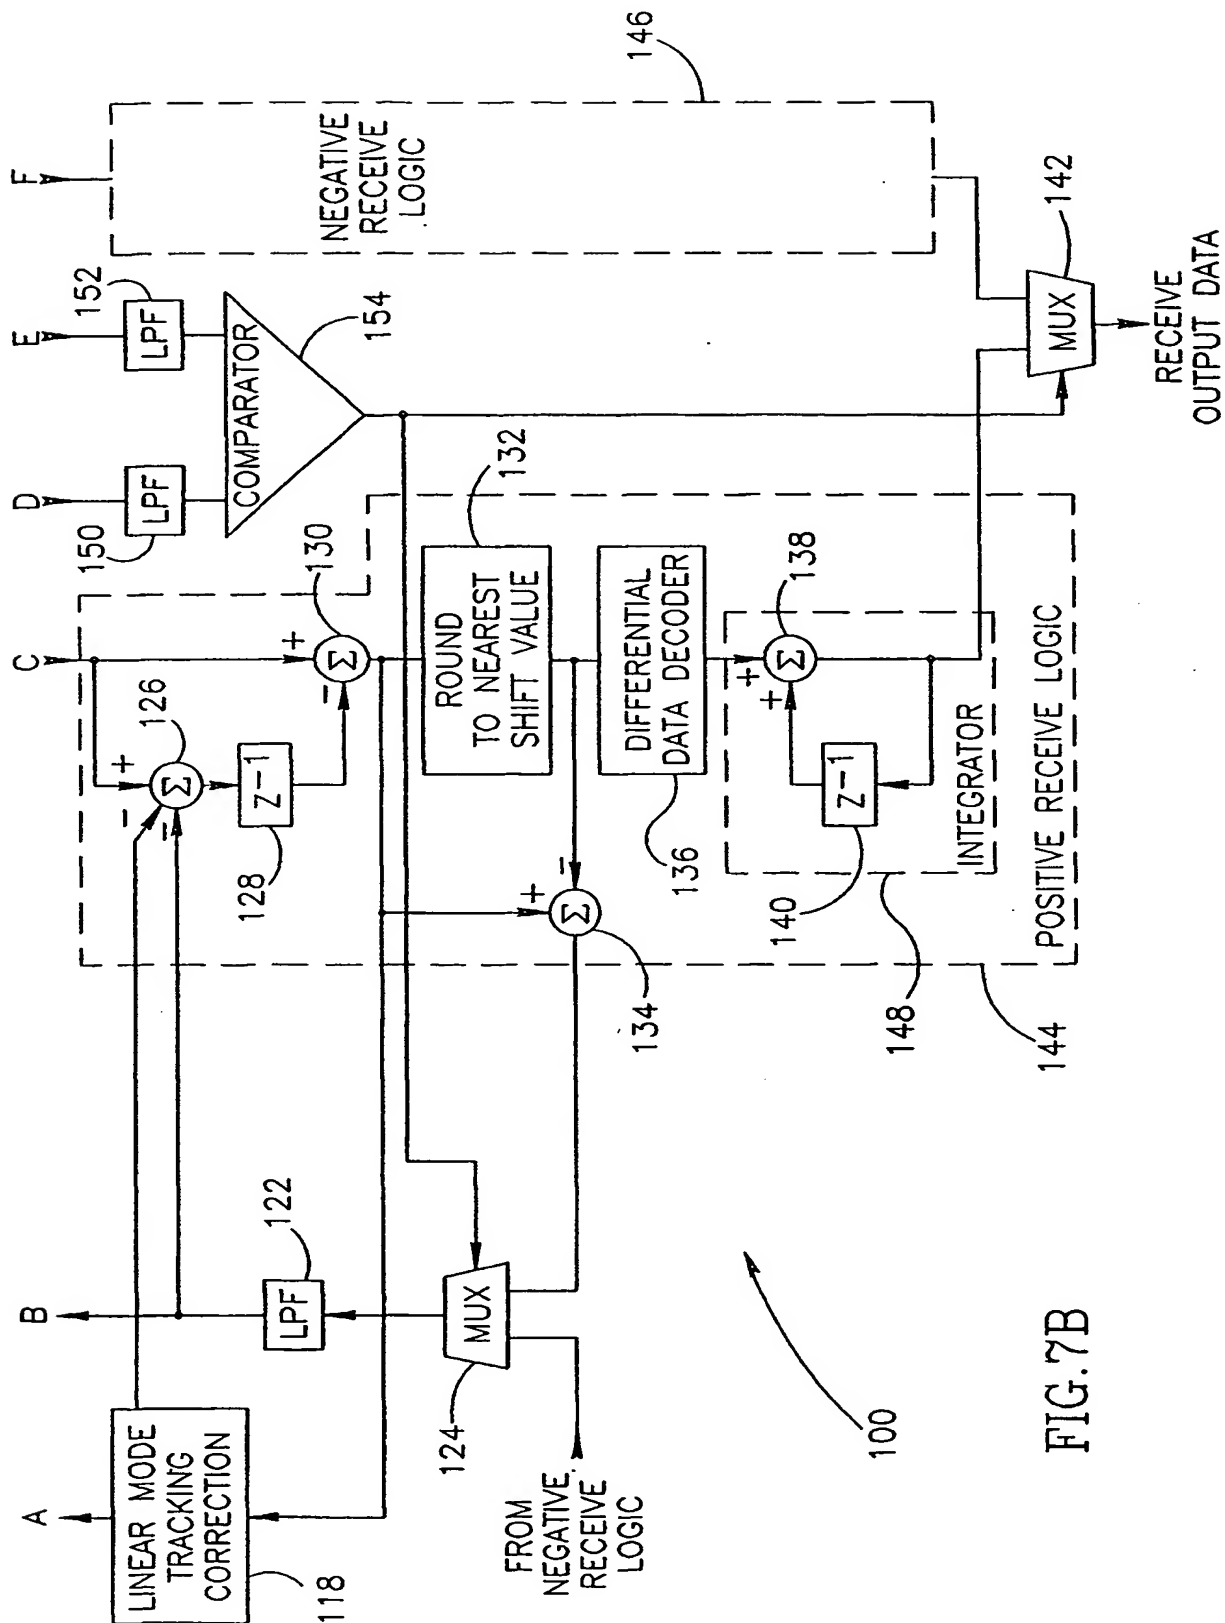 A
B
C
D
E
F
LINEAR MODE
TRACKING
CORRECTION
118
LPF
122
MUX
124
FROM
NEGATIVE
RECEIVE
LOGIC
+
-
-
Σ
126
Z-1
128
+
-
Σ
130
150
LPF
LPF
152
COMPARATOR
154
NEGATIVE
RECEIVE
LOGIC
146
ROUND
TO NEAREST
SHIFT VALUE
132
+
-
Σ
134
DIFFERENTIAL
DATA DECODER
136
+
+
Σ
138
Z-1
140
INTEGRATOR
148
POSITIVE RECEIVE LOGIC
144
MUX
142
RECEIVE
OUTPUT DATA
100
FIG.7B